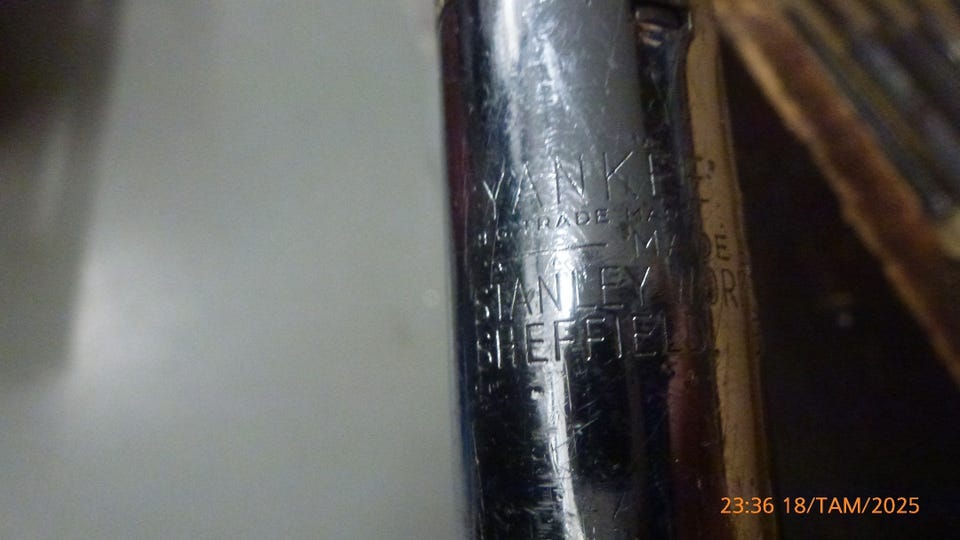 YANKEE
TRADE MA
MADE
STANLEY WOR
SHEFFIELD
23:36 18/TAM/2025